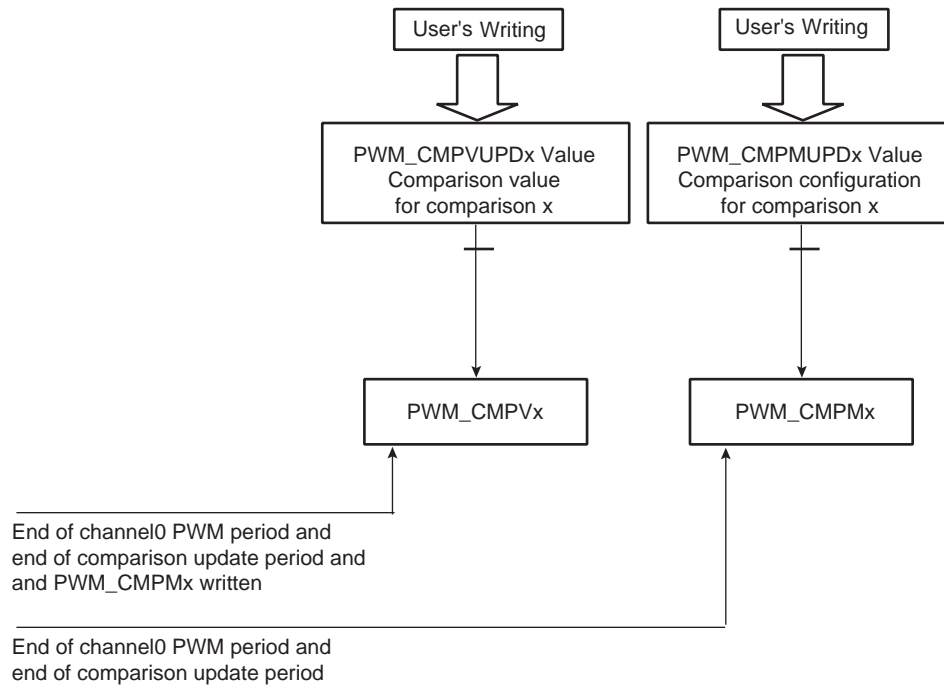 User's Writing
User's Writing
PWM_CMPVUPDx Value
Comparison value
for comparison x
PWM_CMPMUPDx Value
Comparison configuration
for comparison x
PWM_CMPVx
PWM_CMPMx
End of channel0 PWM period and
end of comparison update period and
and PWM_CMPMx written
End of channel0 PWM period and
end of comparison update period